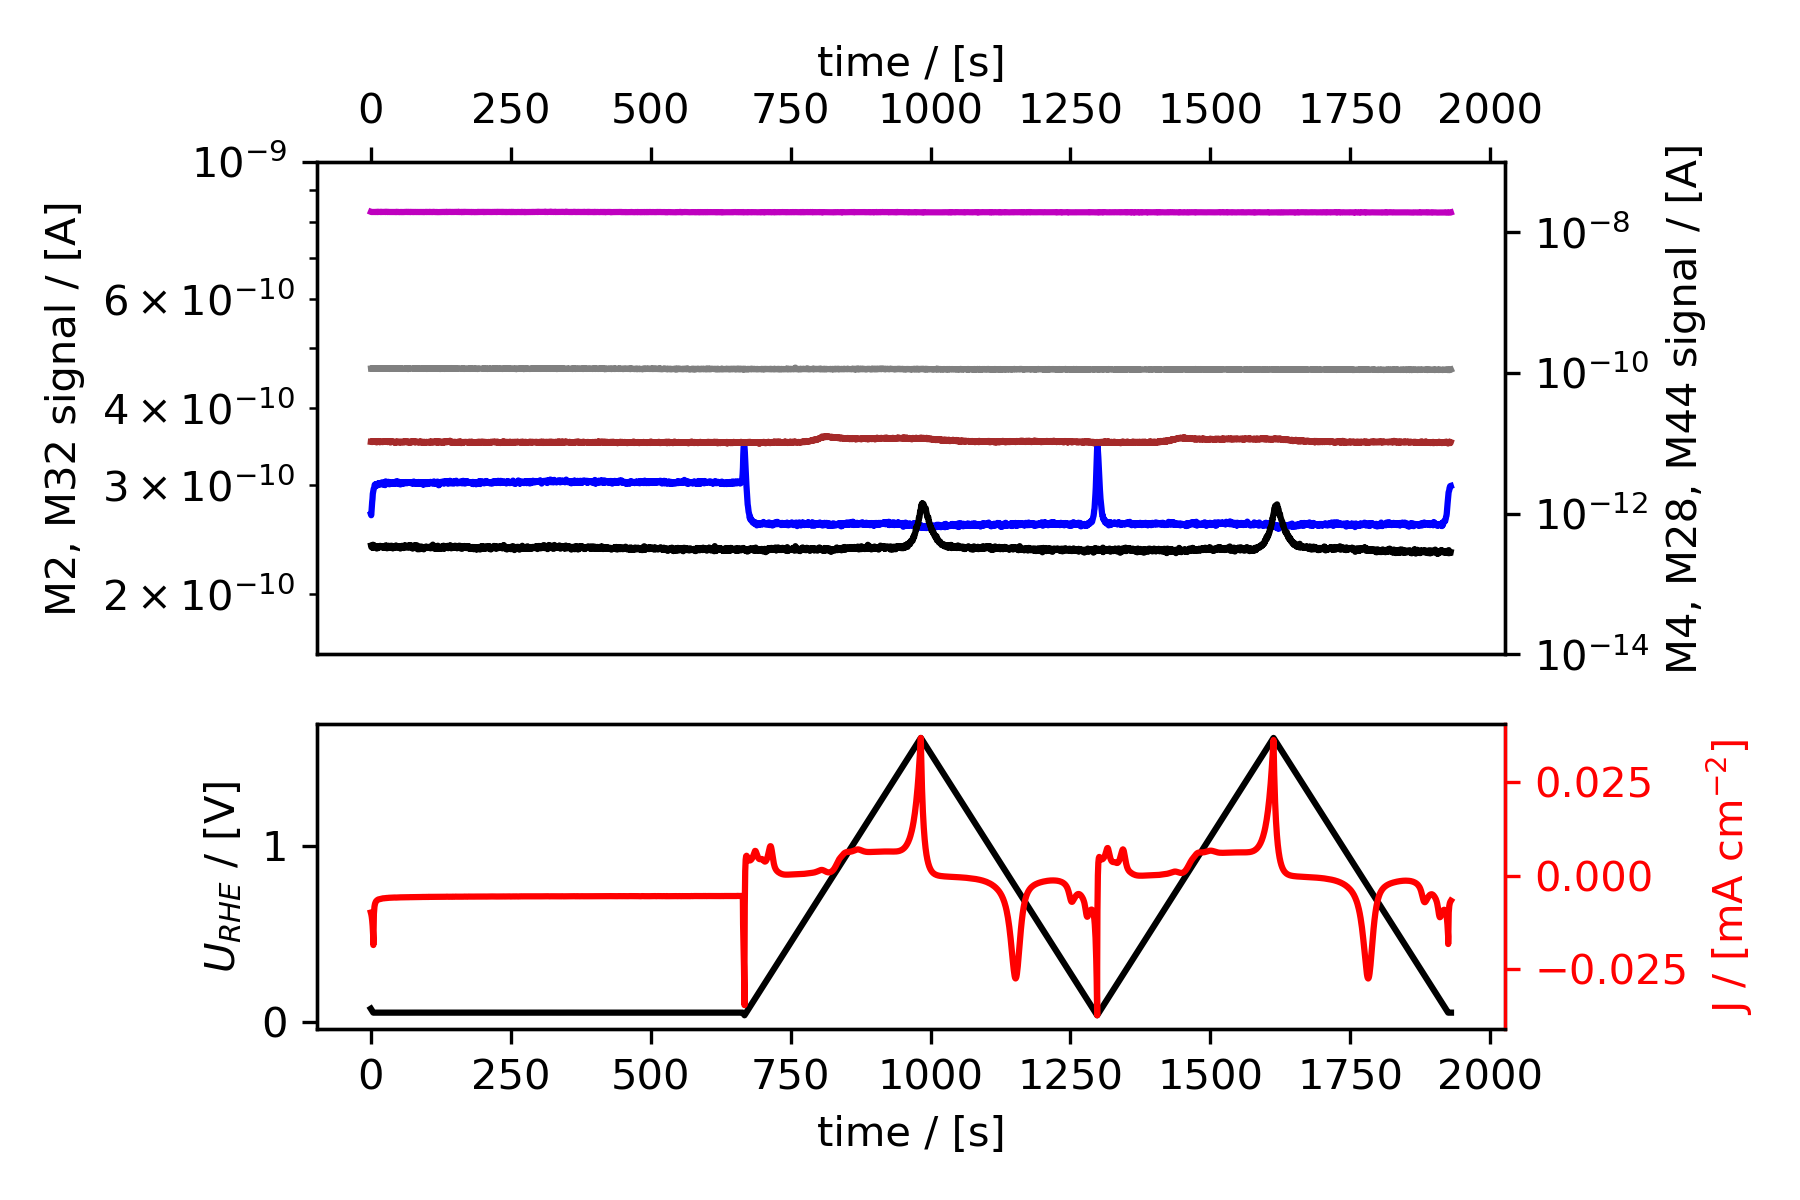 time / [s]
0 250 500 750 1000 1250 1500 1750 2000
10⁻⁹
6 × 10⁻¹⁰
4 × 10⁻¹⁰
3 × 10⁻¹⁰
2 × 10⁻¹⁰
M2, M32 signal / [A]
10⁻⁸
10⁻¹⁰
10⁻¹²
10⁻¹⁴
M4, M28, M44 signal / [A]
1
0
U_RHE / [V]
0.025
0.000
−0.025
J / [mA cm⁻²]
0 250 500 750 1000 1250 1500 1750 2000
time / [s]